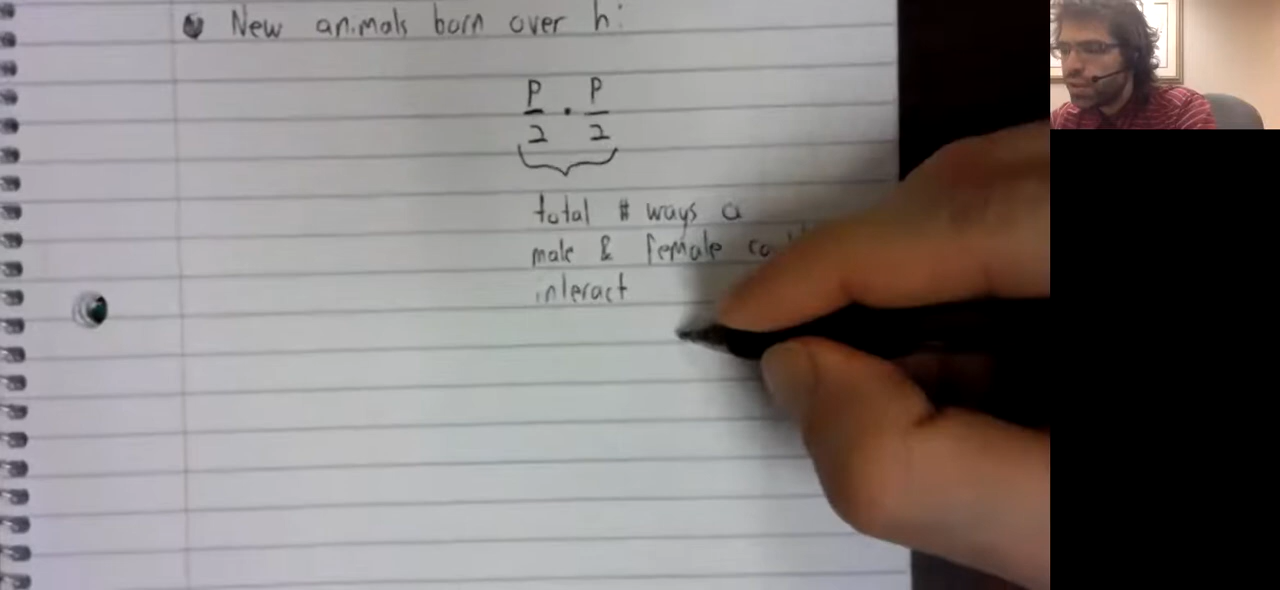 New animals born over h:
P/2 · P/2
total # ways a
male & female
interact